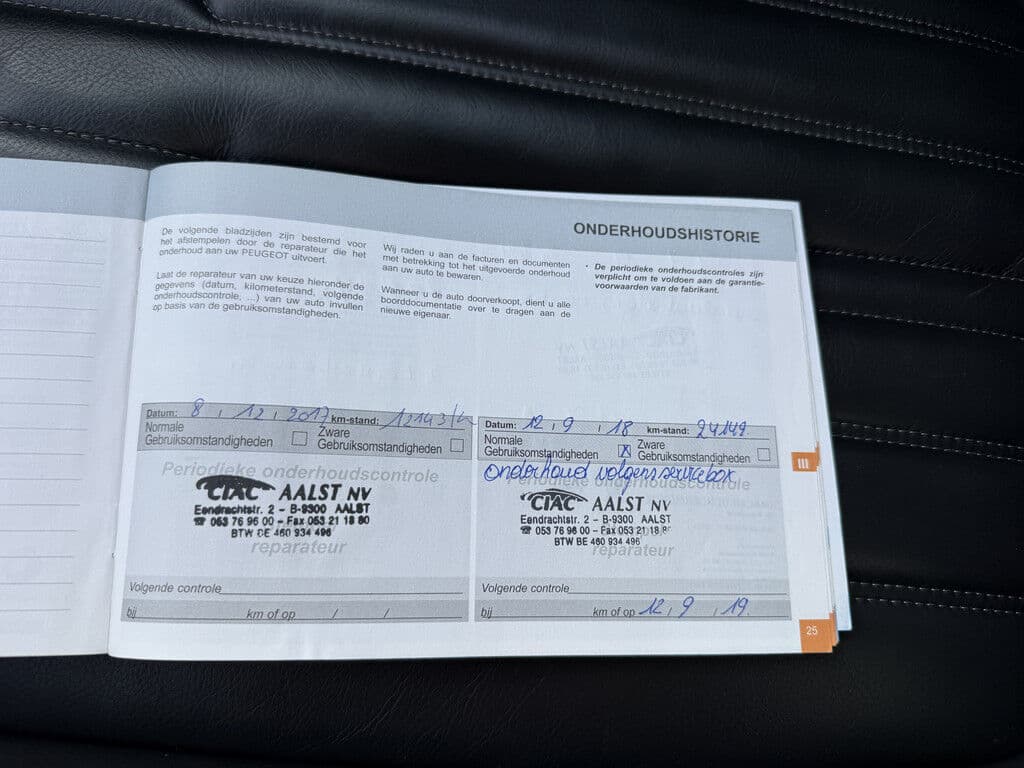 ONDERHOUDSHISTORIE
De volgende bladzijden zijn bestemd voor
het afstempelen door de reparateur die het
onderhoud aan uw PEUGEOT uitvoert.
Laat de reparateur van uw keuze hieronder de
gegevens (datum, kilometerstand, volgende
onderhoudscontrole, ...) van uw auto invullen
op basis van de gebruiksomstandigheden.
Wij raden u aan de facturen en documenten
met betrekking tot het uitgevoerde onderhoud
aan uw auto te bewaren.
Wanneer u de auto doorverkoopt, dient u alle
boorddocumentatie over te dragen aan de
nieuwe eigenaar.
• De periodieke onderhoudscontroles zijn
verplicht om te voldoen aan de garantie-
voorwaarden van de fabrikant.
Datum: 8 / 12 / 2017 km-stand:
Normale
Gebruiksomstandigheden
Zware
Gebruiksomstandigheden
Periodieke onderhoudscontrole
CIAC AALST NV
Eendrachtstr. 2 - B-9300 AALST
☎ 053 76 96 00 - Fax 053 21 18 80
BTW BE 460 934 496
reparateur
Volgende controle
bij km of op / /
Datum: 12 / 9 / 18 km-stand: 24149
Normale
Gebruiksomstandigheden X
Zware
Gebruiksomstandigheden
Onderhoud volgens servicebox
Periodieke onderhoudscontrole
CIAC AALST NV
Eendrachtstr. 2 - B-9300 AALST
☎ 053 76 96 00 - Fax 053 21 18 80
BTW BE 460 934 496
reparateur
Volgende controle
bij km of op 12 / 9 / 19
III
25